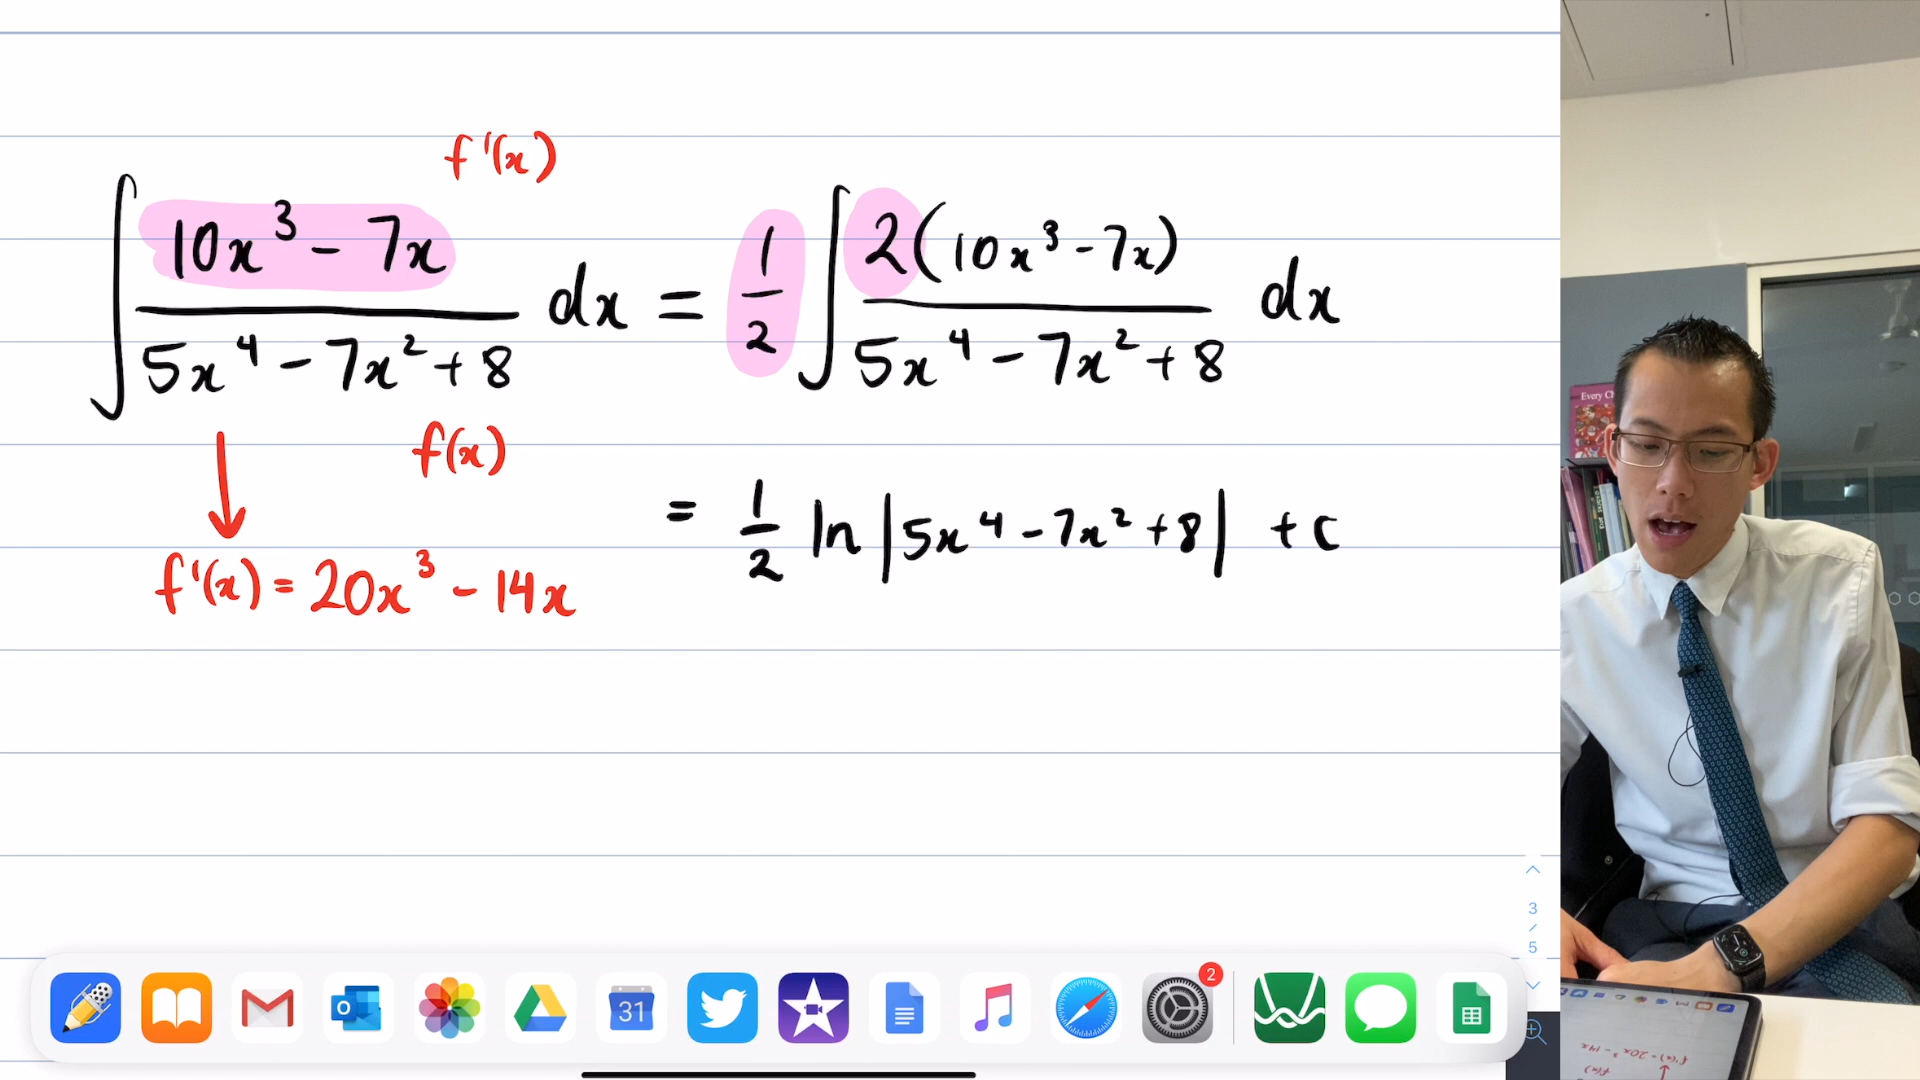 f'(x)
∫ (10x³ - 7x)/(5x⁴ - 7x² + 8) dx = 1/2 ∫ 2(10x³ - 7x)/(5x⁴ - 7x² + 8) dx
f(x)
= 1/2 ln|5x⁴ - 7x² + 8| + c
f'(x) = 20x³ - 14x
Every
3
/
5
31
2